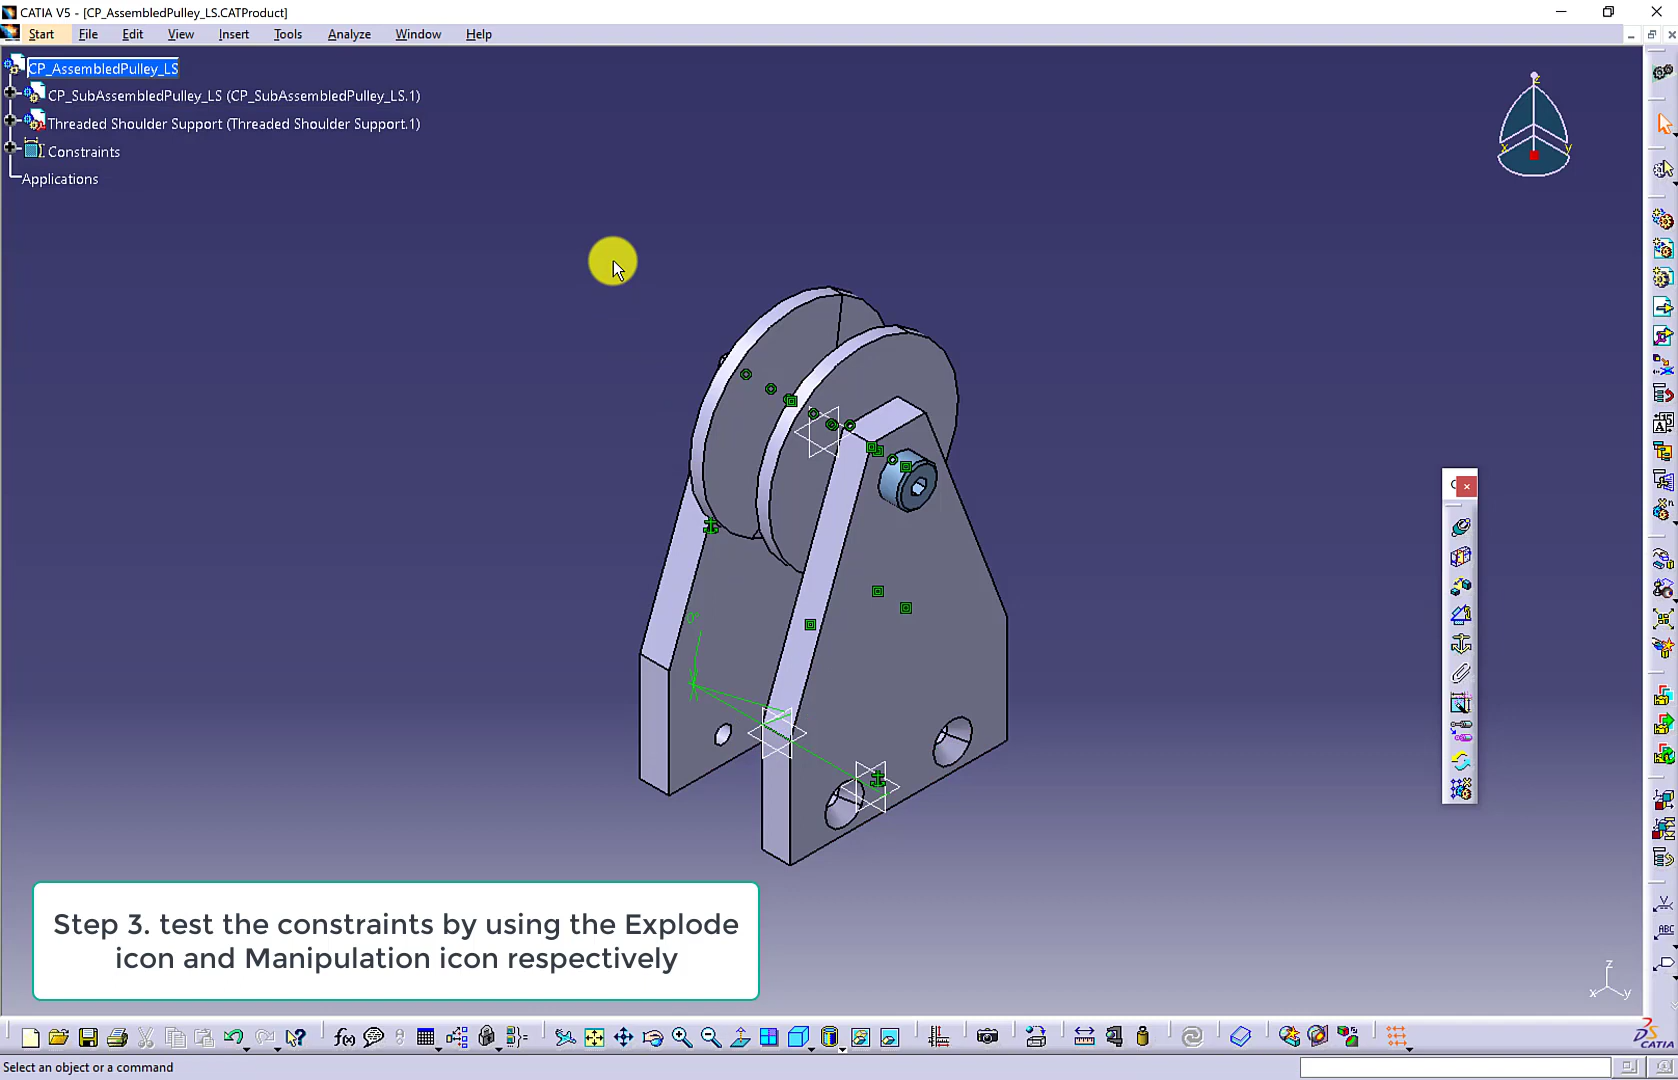 CATIA V5 - [CP_AssembledPulley_LS.CATProduct]
Start File Edit View Insert Tools Analyze Window Help
CP_AssembledPulley_LS
CP_SubAssembledPulley_LS (CP_SubAssembledPulley_LS.1)
Threaded Shoulder Support (Threaded Shoulder Support.1)
Constraints
Applications
z
x
y
0°
Step 3. test the constraints by using the Explode
icon and Manipulation icon respectively
z
x
y
Select an object or a command
CATIA